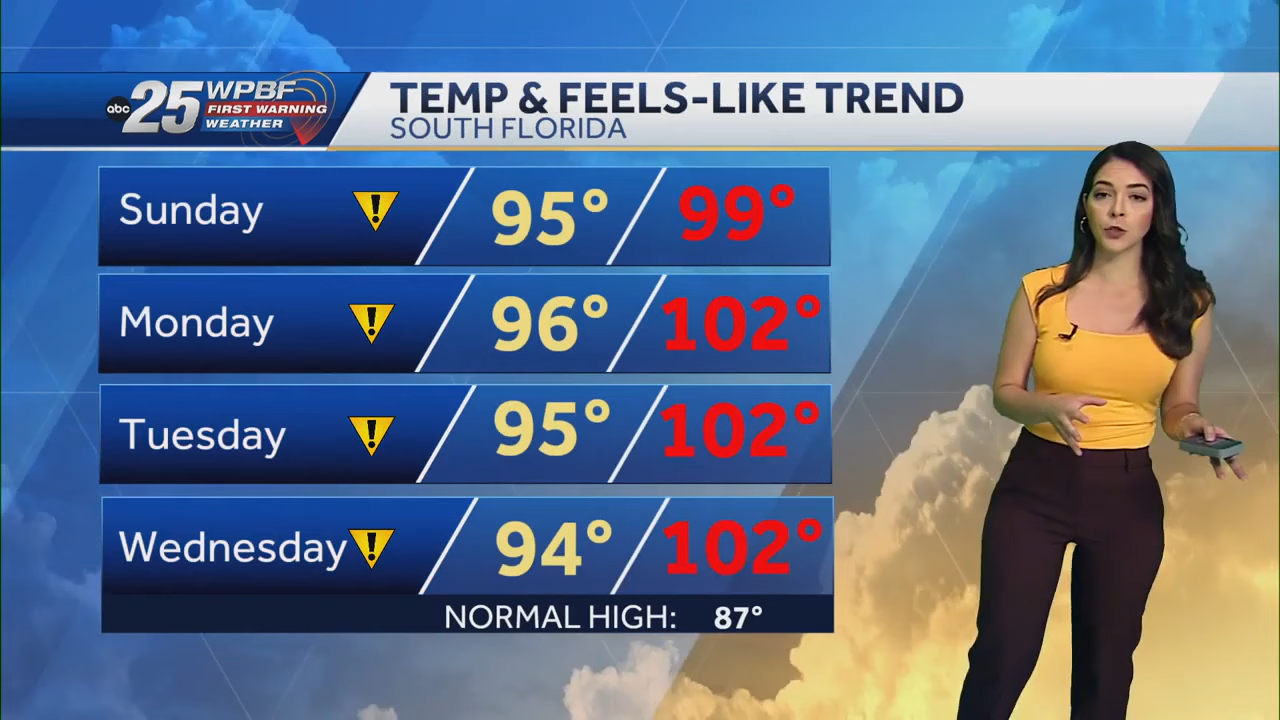 abc 25 WPBF
FIRST WARNING
WEATHER
TEMP & FEELS-LIKE TREND
SOUTH FLORIDA
Sunday ! 95° 99°
Monday ! 96° 102°
Tuesday ! 95° 102°
Wednesday ! 94° 102°
NORMAL HIGH: 87°